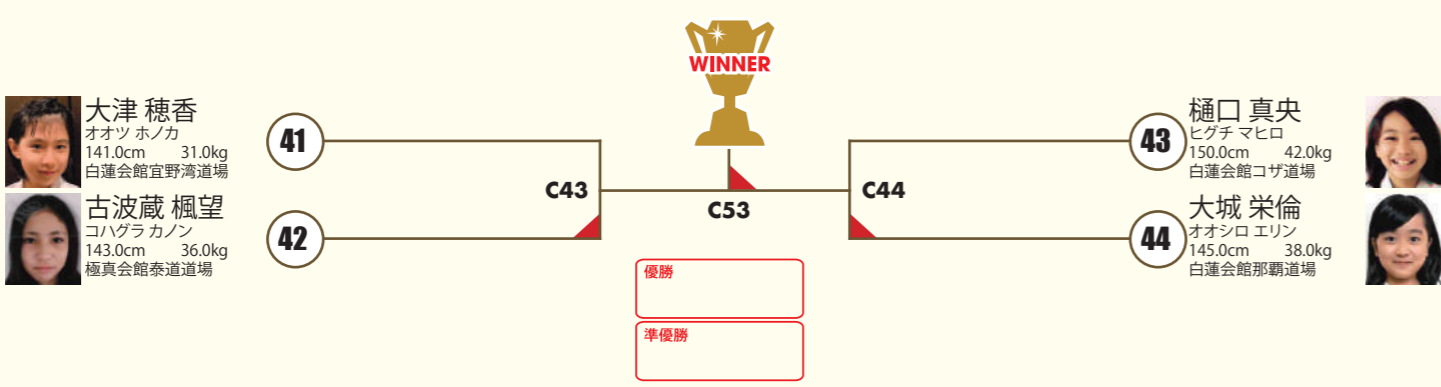 WINNER
大津 穂香
オオツ ホノカ
141.0cm 31.0kg
白蓮会館宜野湾道場
41
古波蔵 楓望
コハグラ カノン
143.0cm 36.0kg
極真会館泰道道場
42
C43
C53
C44
43
樋口 真央
ヒグチ マヒロ
150.0cm 42.0kg
白蓮会館コザ道場
44
大城 栄倫
オオシロ エリン
145.0cm 38.0kg
白蓮会館那覇道場
優勝
準優勝